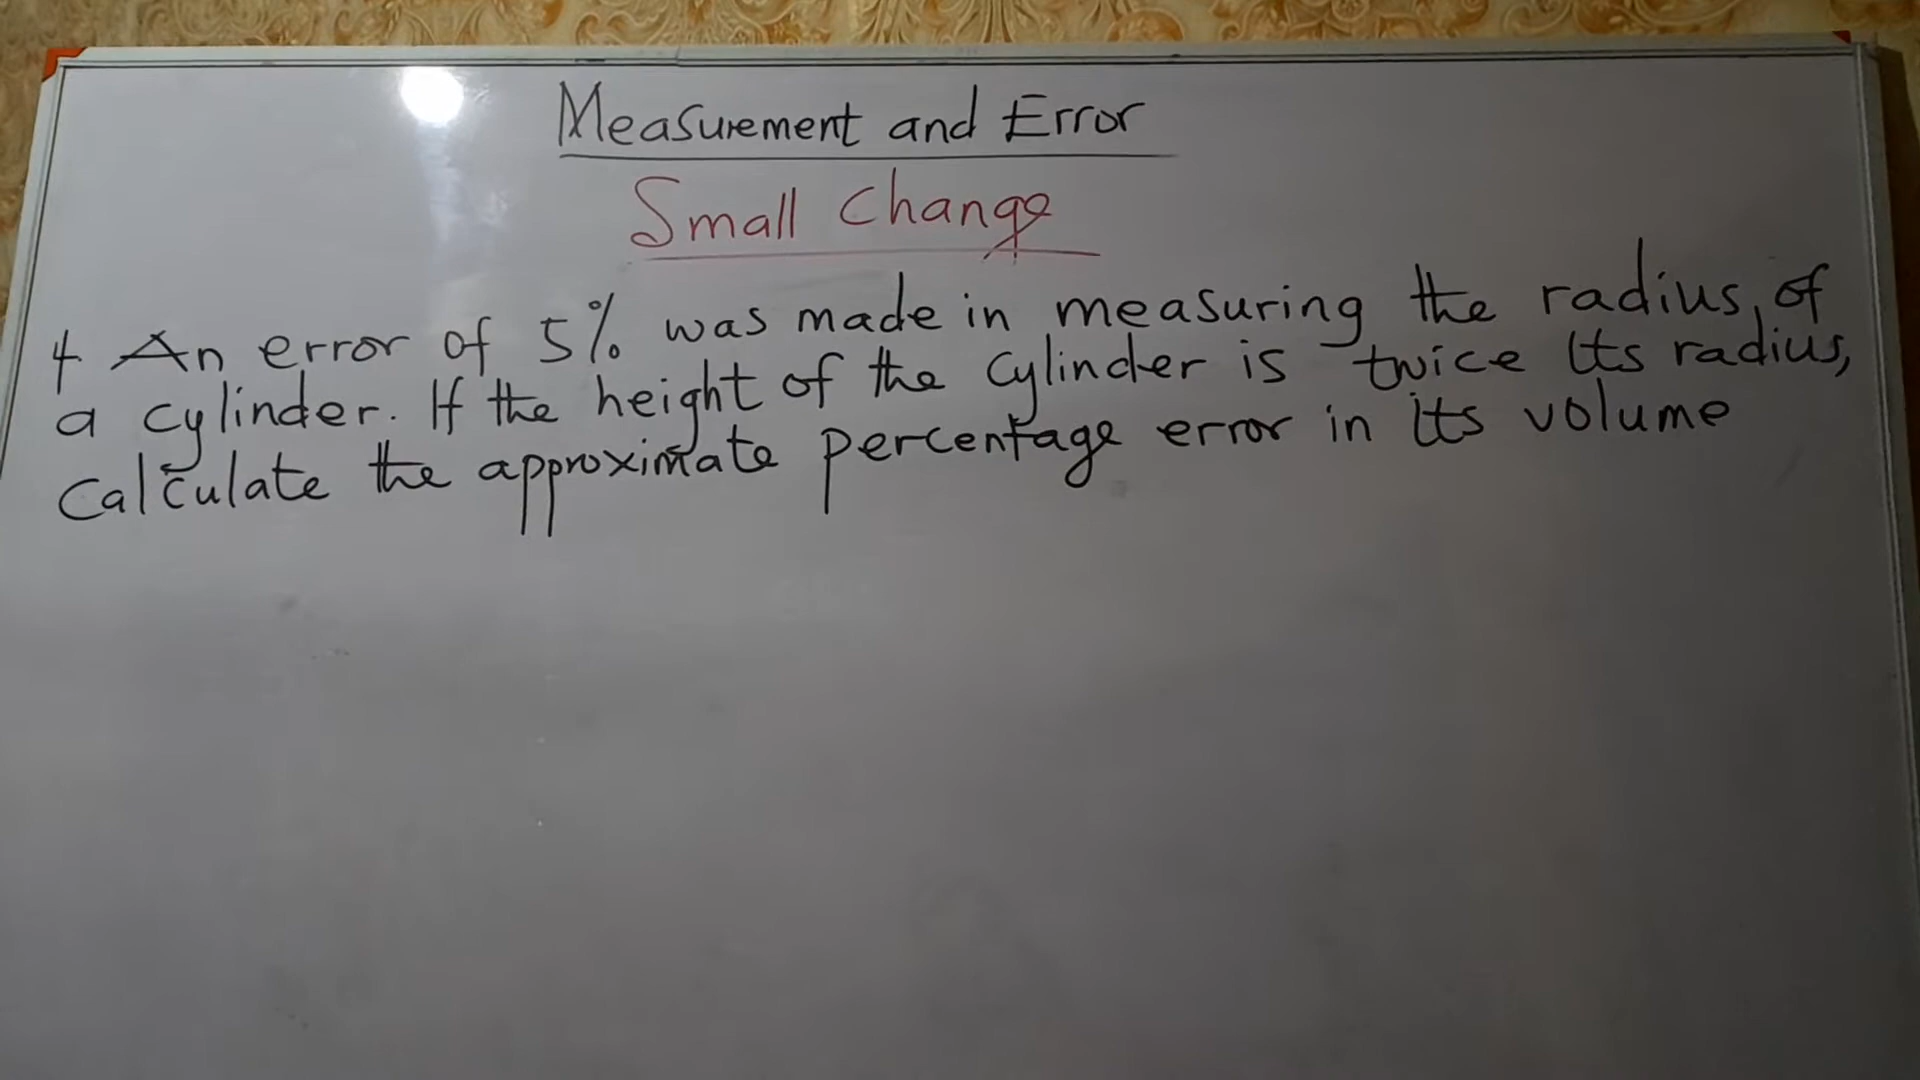 Measurement and Error
Small Change
4. An error of 5% was made in measuring the radius of
a cylinder. If the height of the cylinder is twice its radius,
Calculate the approximate percentage error in its volume